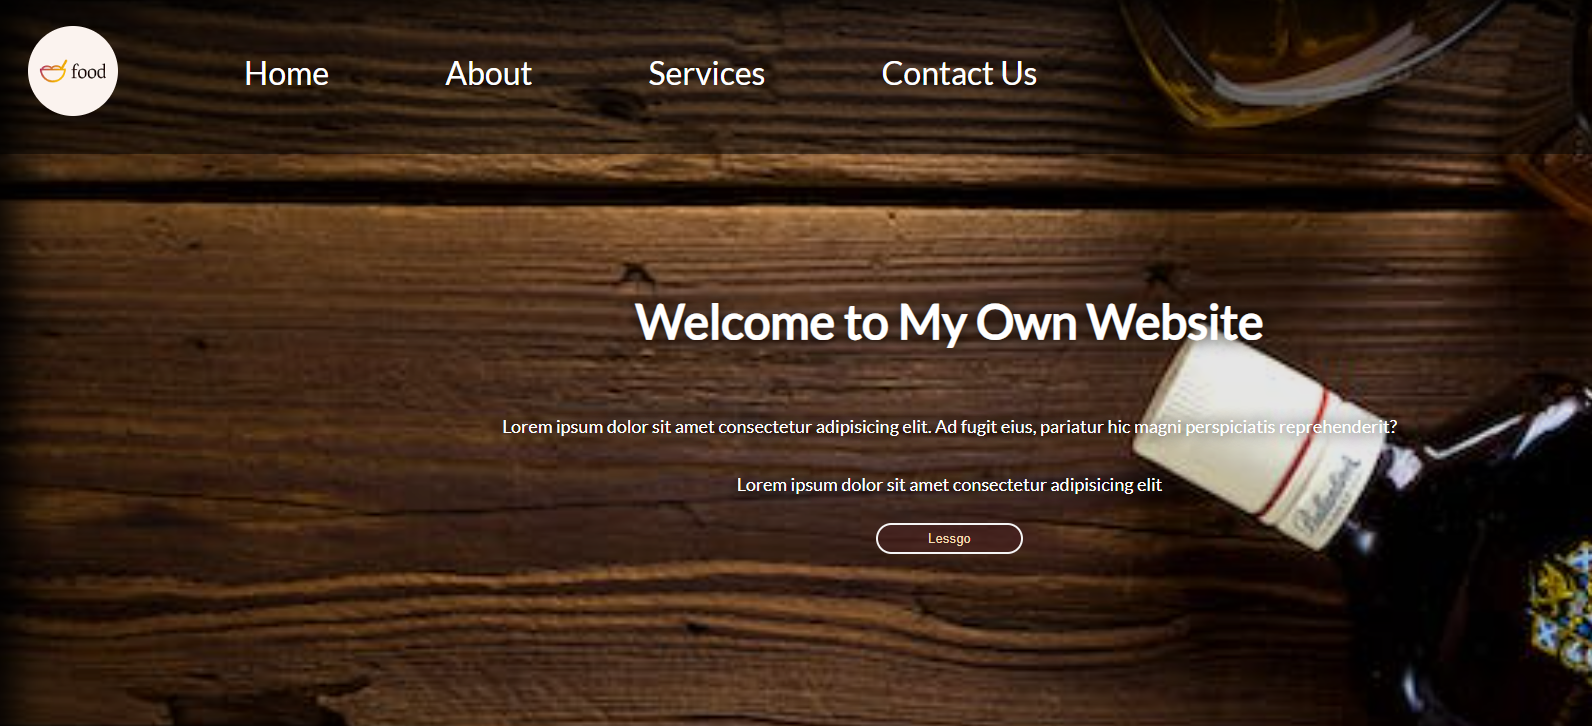 food
Home About Services Contact Us
Welcome to My Own Website
Lorem ipsum dolor sit amet consectetur adipisicing elit. Ad fugit eius, pariatur hic magni perspiciatis reprehenderit?
Lorem ipsum dolor sit amet consectetur adipisicing elit
Lessgo